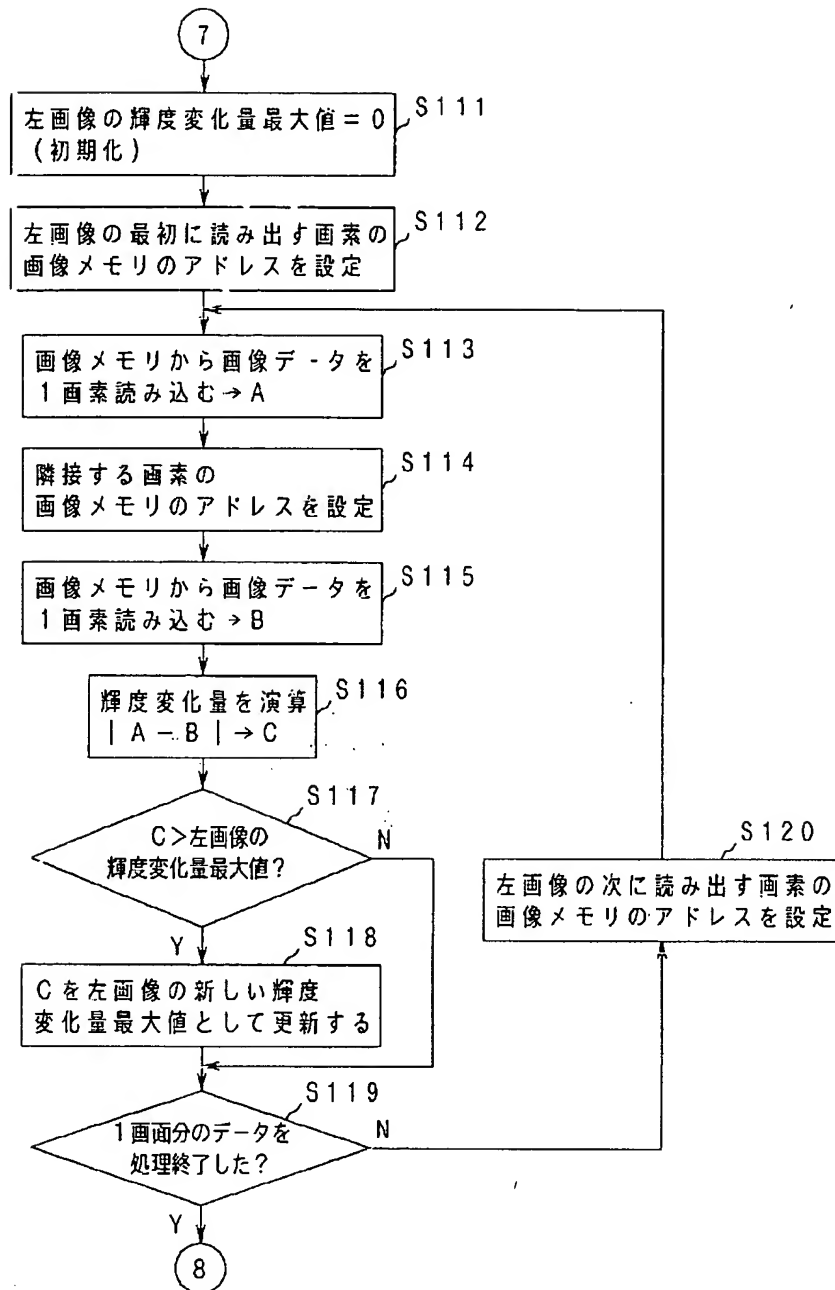 7
左画像の輝度変化量最大値＝0
(初期化)
S111
左画像の最初に読み出す画素の
画像メモリのアドレスを設定
S112
画像メモリから画像データを
1画素読み込む→A
S113
隣接する画素の
画像メモリのアドレスを設定
S114
画像メモリから画像データを
1画素読み込む→B
S115
輝度変化量を演算
|A－B|→C
S116
C＞左画像の
輝度変化量最大値？
S117
N
Y
Cを左画像の新しい輝度
変化量最大値として更新する
S118
1画面分のデータを
処理終了した？
S119
N
Y
左画像の次に読み出す画素の
画像メモリのアドレスを設定
S120
8